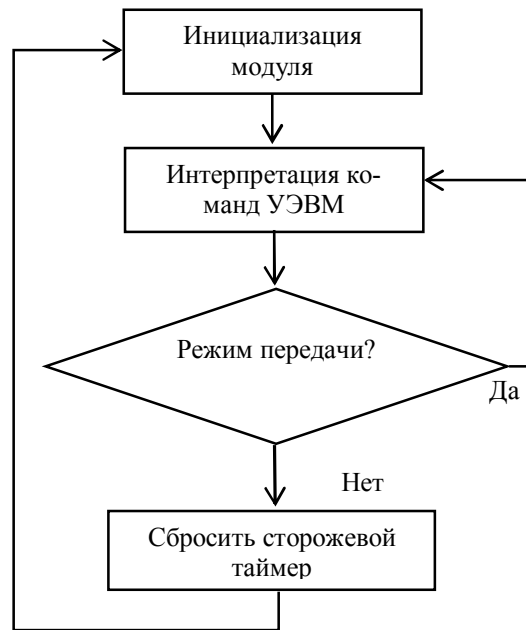 Инициализация
модуля
Интерпретация ко-
манд УЭВМ
Режим передачи?
Да
Нет
Сбросить сторожевой
таймер